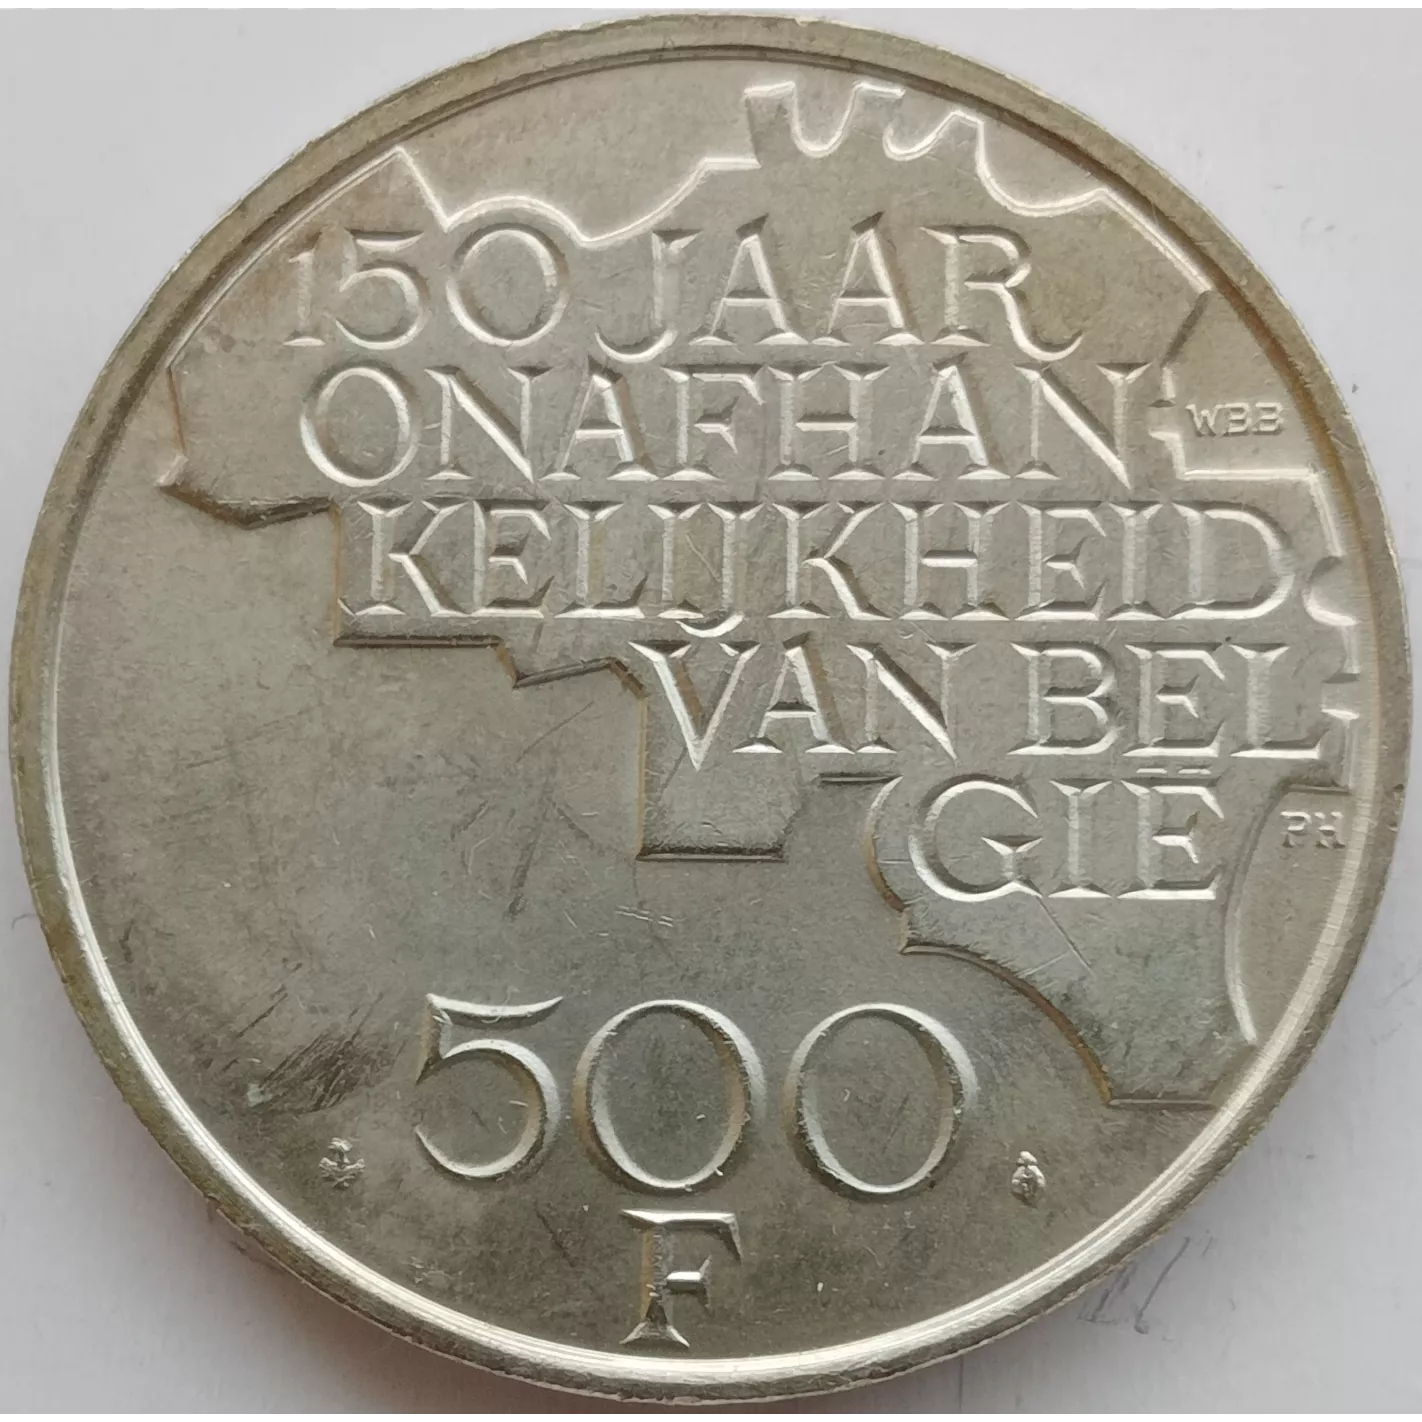 150 JAAR
ONAFHAN
WBB
KELIJKHEID
VAN BEL
GIË
PH
500
F